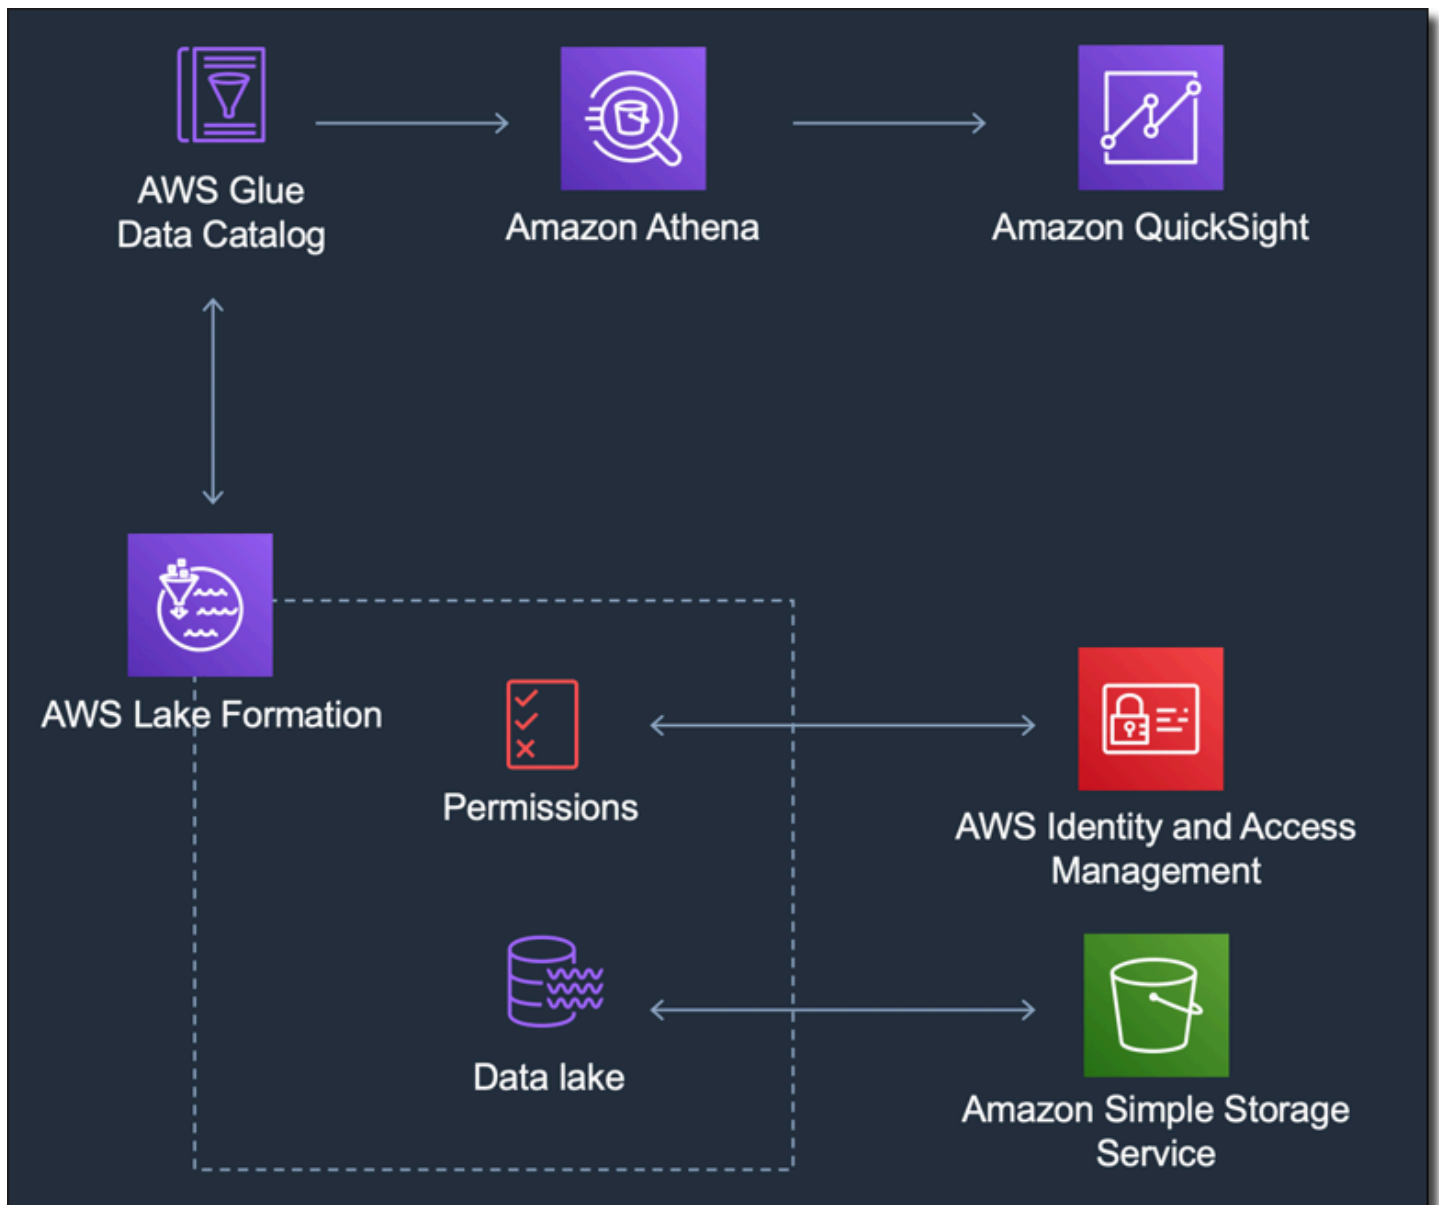 AWS Glue
Data Catalog
Amazon Athena
Amazon QuickSight
AWS Lake Formation
Permissions
AWS Identity and Access
Management
Data lake
Amazon Simple Storage
Service